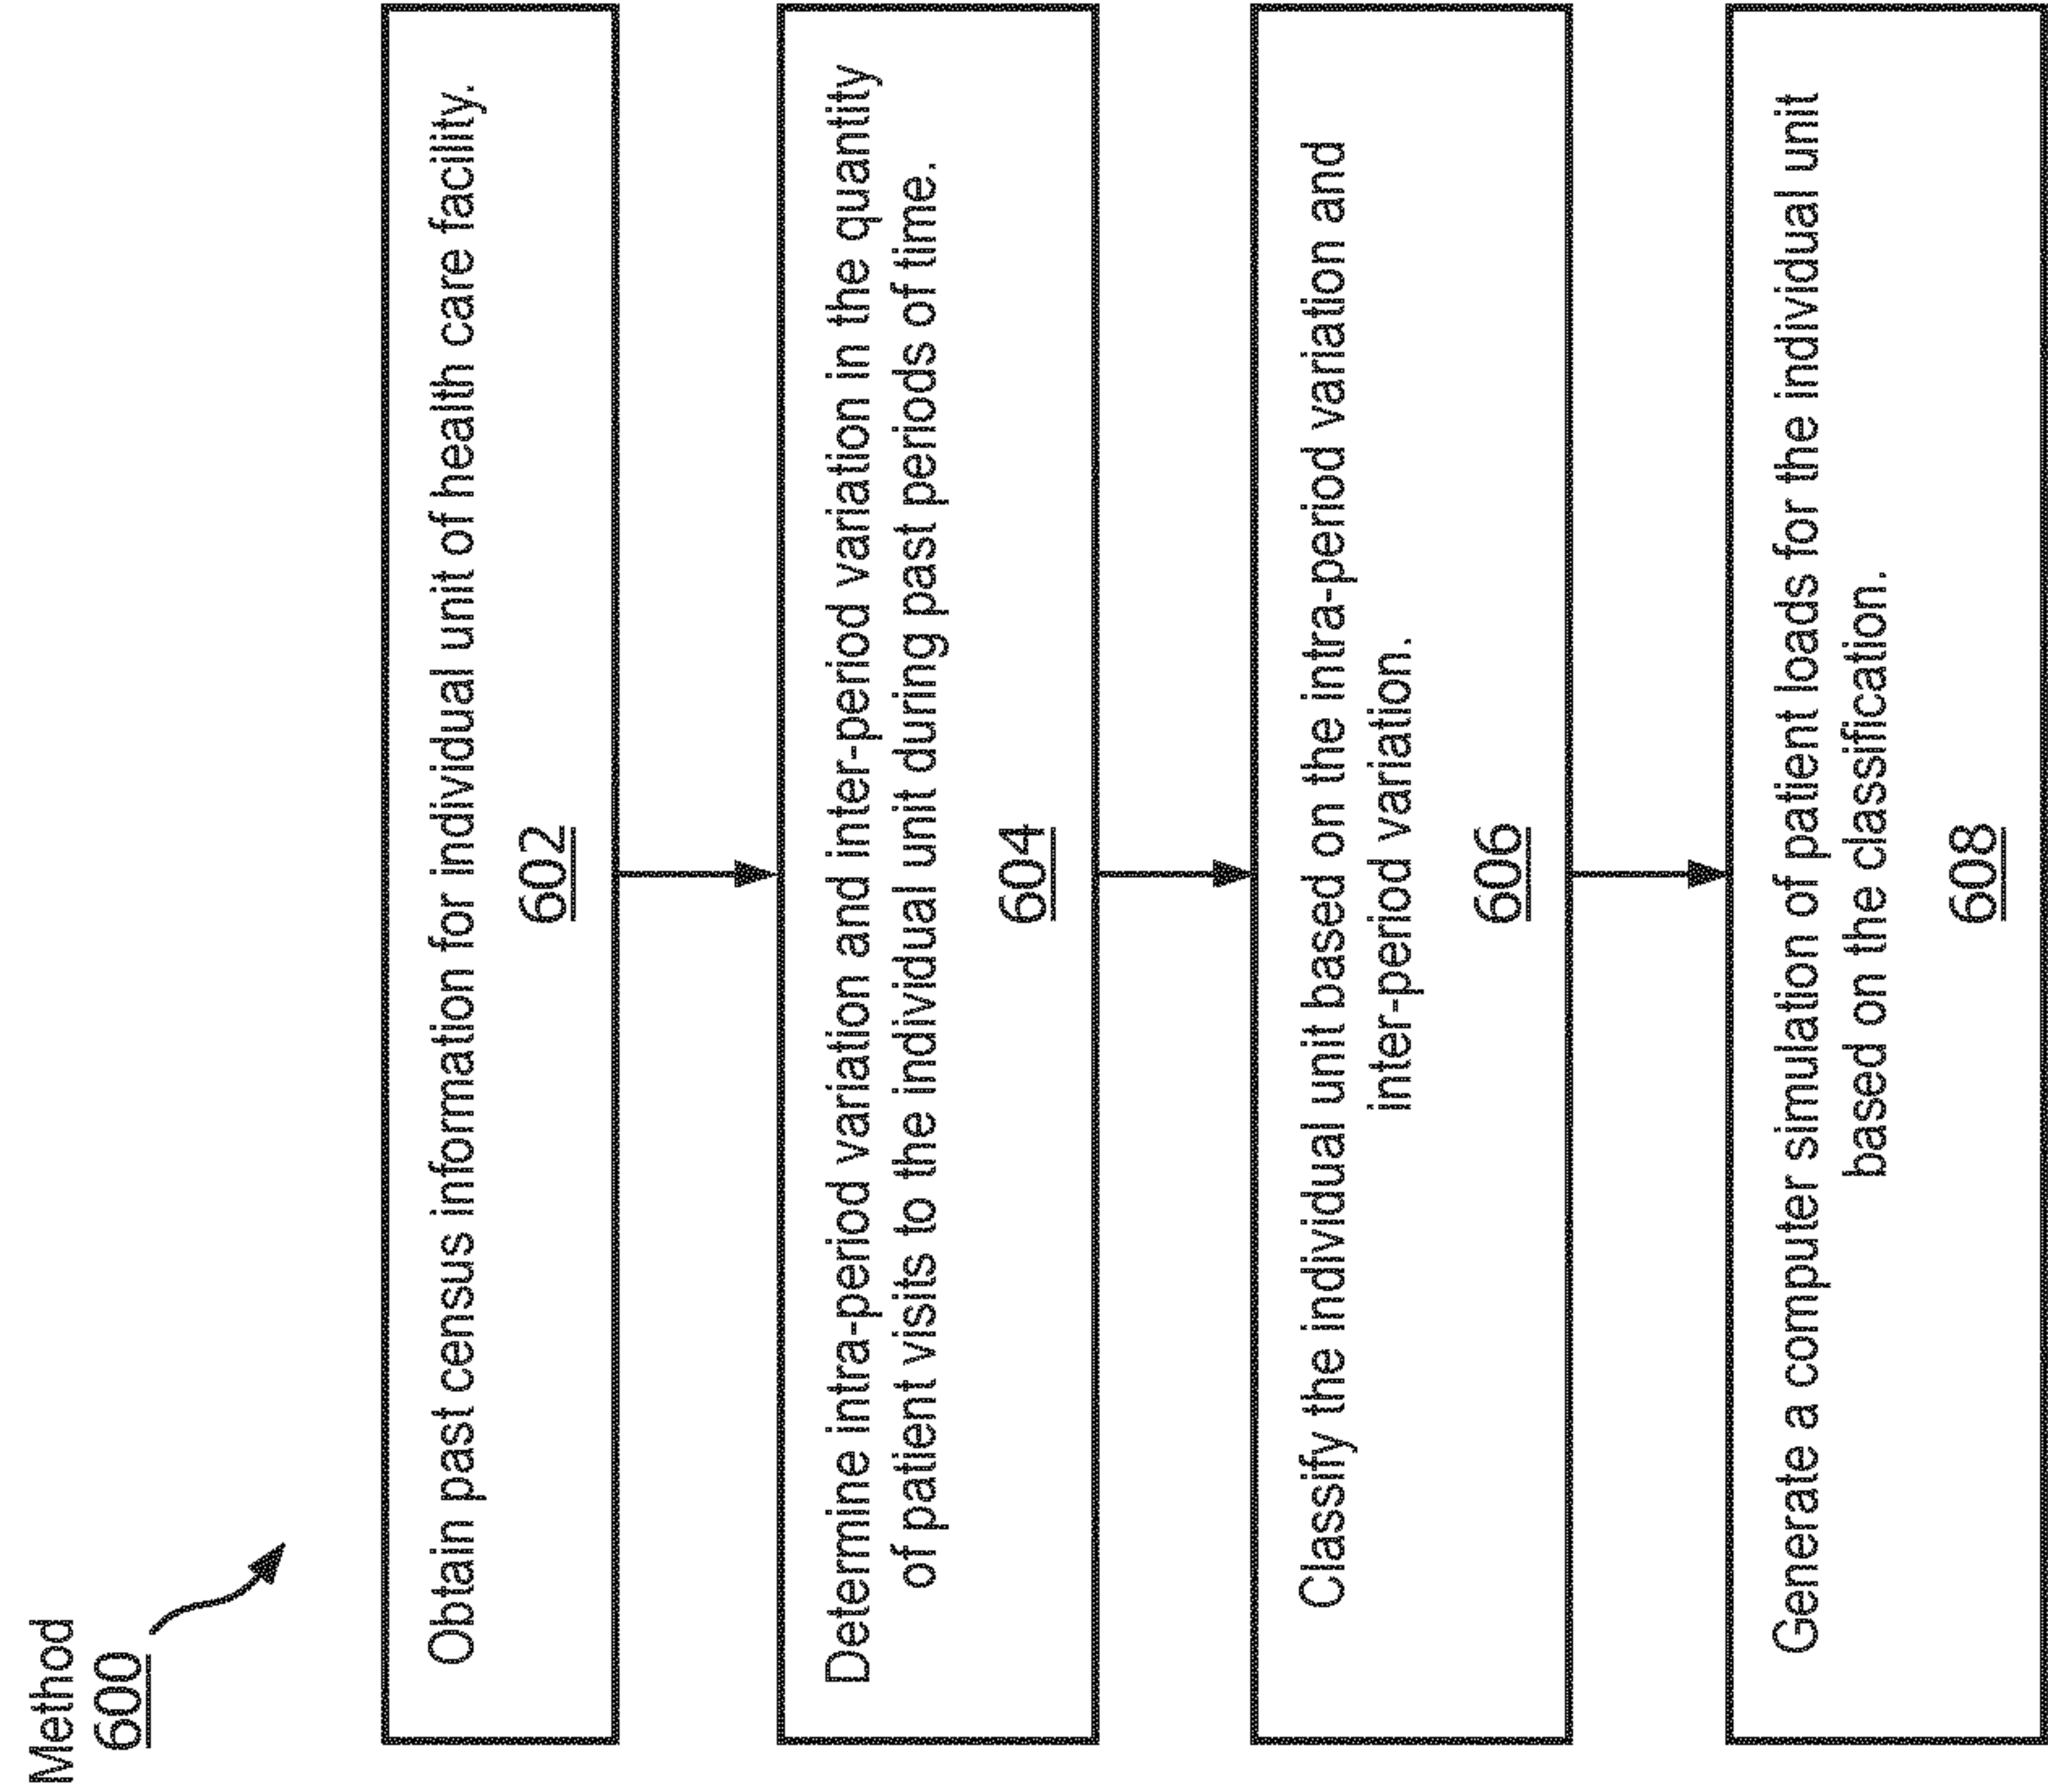 Method
600
Obtain past census information for individual unit of health care facility.
602
Determine intra-period variation and inter-period variation in the quantity
of patient visits to the individual unit during past periods of time.
604
Classify the individual unit based on the intra-period variation and
inter-period variation.
606
Generate a computer simulation of patient loads for the individual unit
based on the classification.
608